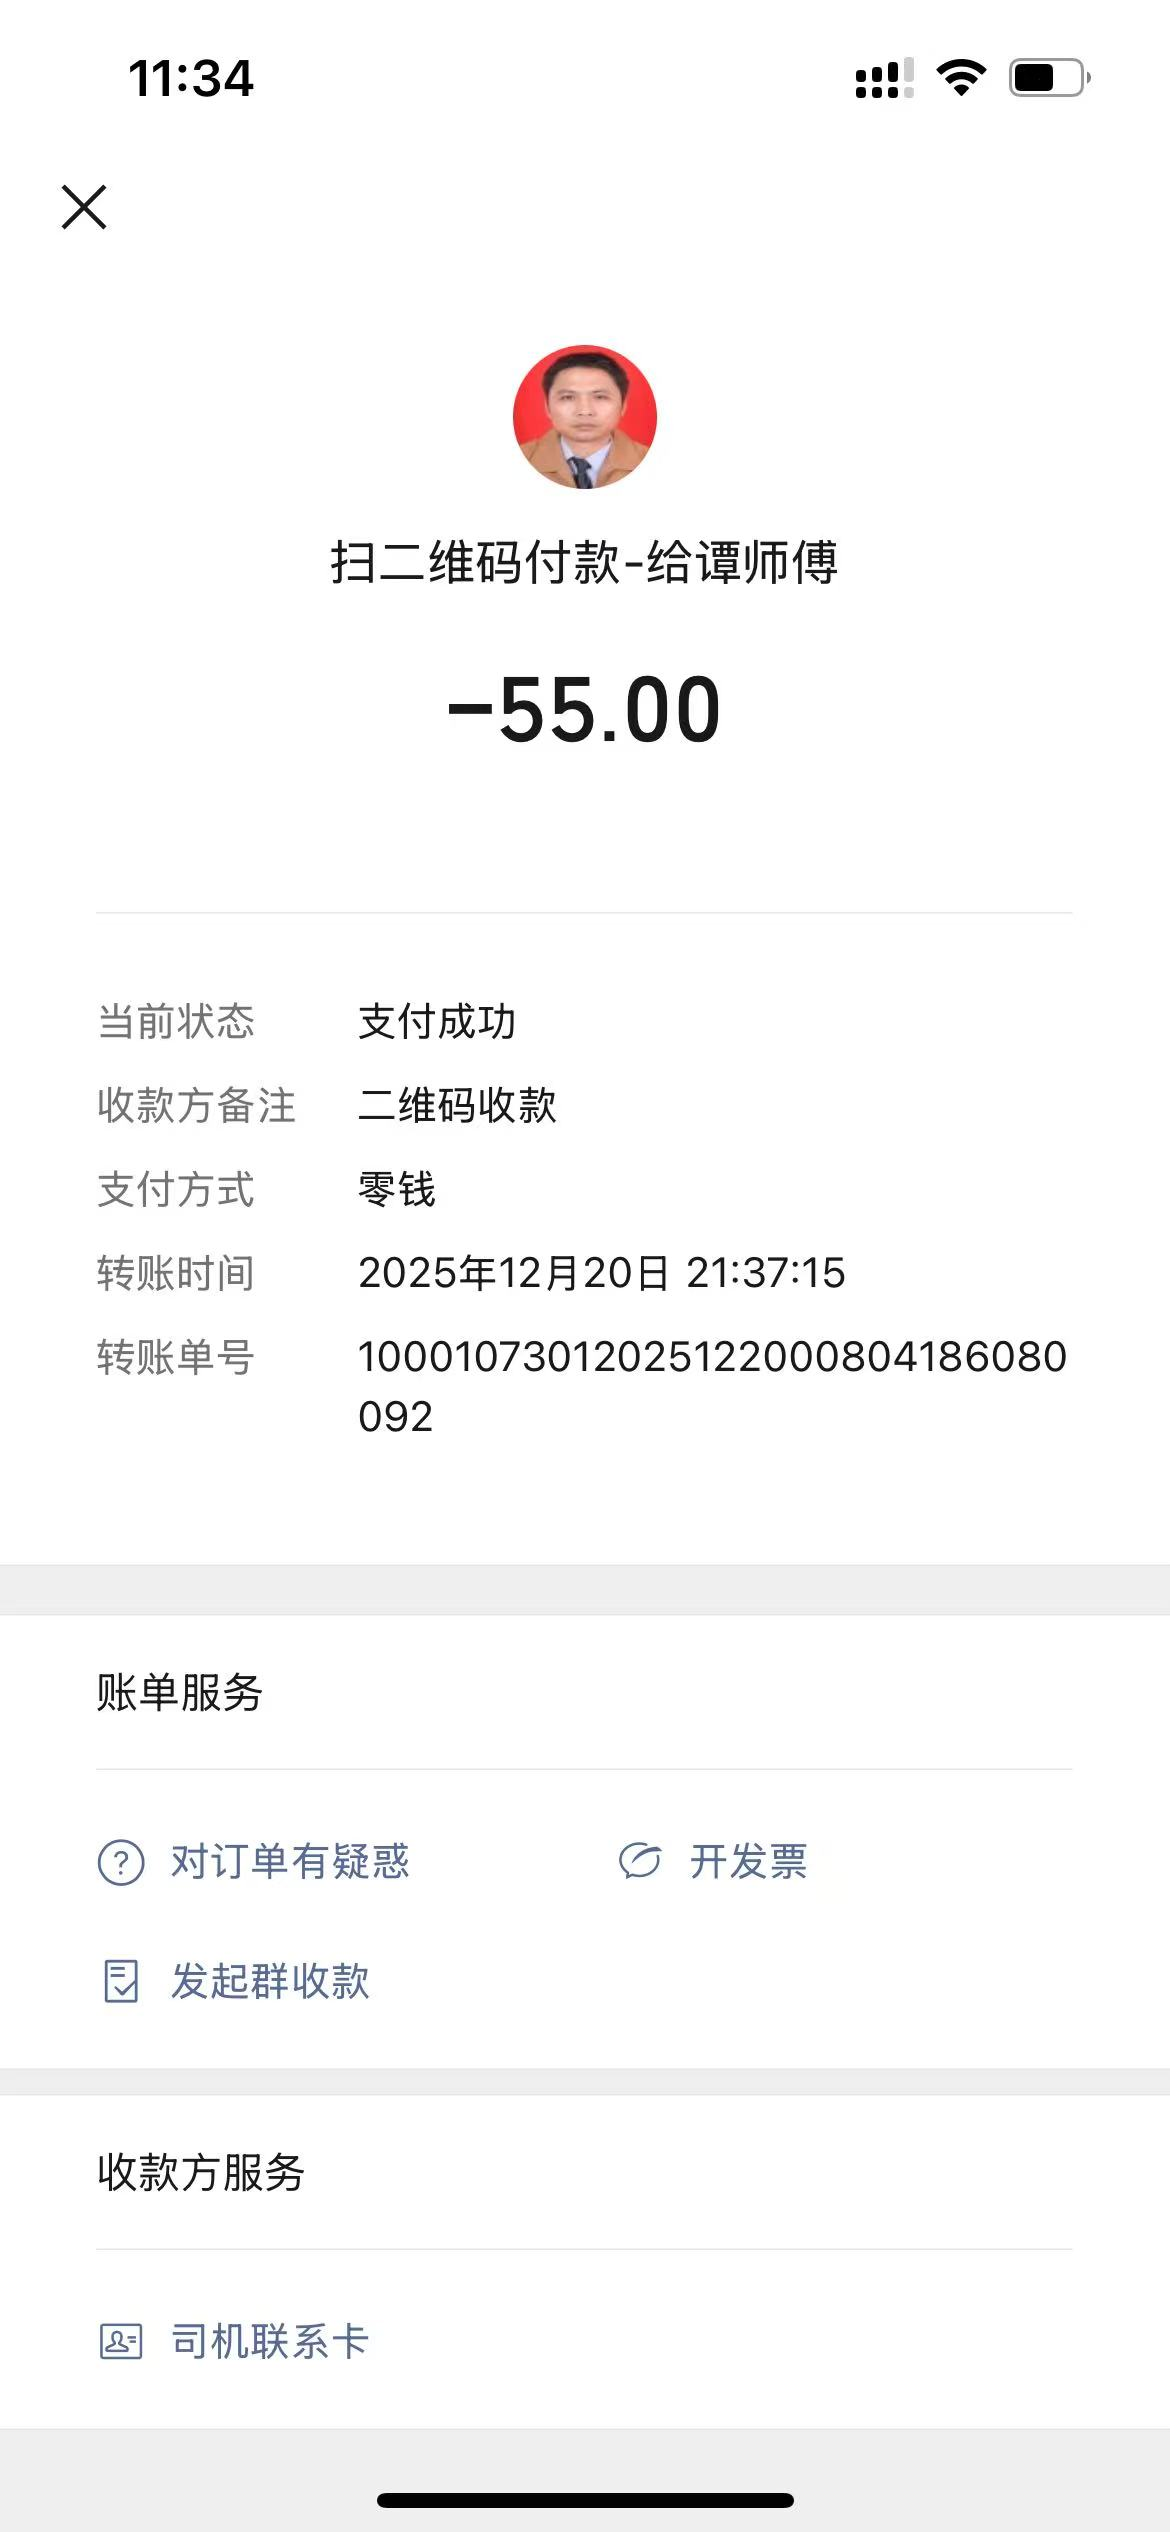 11:34
扫二维码付款-给谭师傅
-55.00
当前状态 支付成功
收款方备注 二维码收款
支付方式 零钱
转账时间 2025年12月20日 21:37:15
转账单号 10001073012025122000804186080
092
账单服务
对订单有疑惑 开发票
发起群收款
收款方服务
司机联系卡